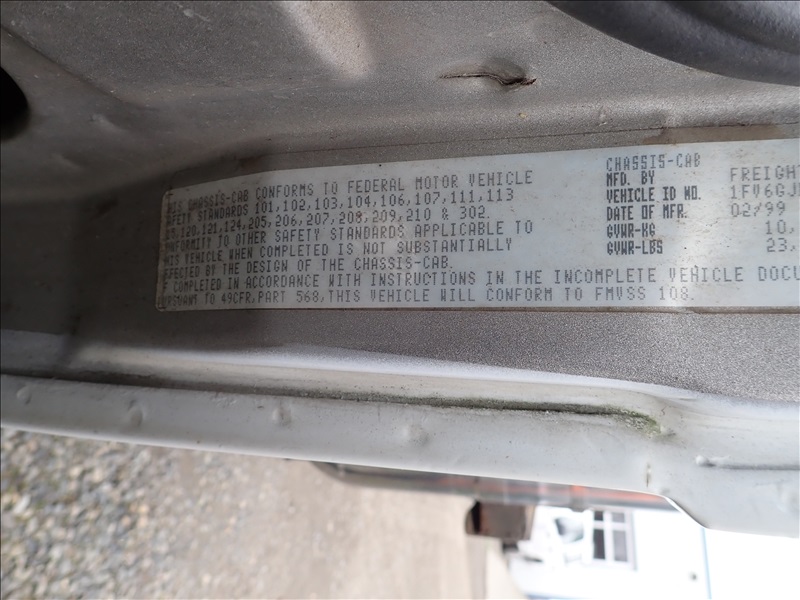 THIS CHASSIS-CAB CONFORMS TO FEDERAL MOTOR VEHICLE
SAFETY STANDARDS 101,102,103,104,106,107,111,113
120,121,124,205,206,207,208,209,210 & 302.
TO OTHER SAFETY STANDARDS APPLICABLE TO
THIS VEHICLE WHEN COMPLETED IS NOT SUBSTANTIALLY
BY THE DESIGN OF THE CHASSIS-CAB.
IF COMPLETED IN ACCORDANCE WITH INSTRUCTIONS IN THE INCOMPLETE VEHICLE DOCU
TO 49CFR,PART 568,THIS VEHICLE WILL CONFORM TO FMVSS 108.
CHASSIS-CAB
MFD. BY FREIGHT
VEHICLE ID NO. 1FV6GJ
DATE OF MFR. 02/99
GVWR-KG 10,
GVWR-LBS 23,